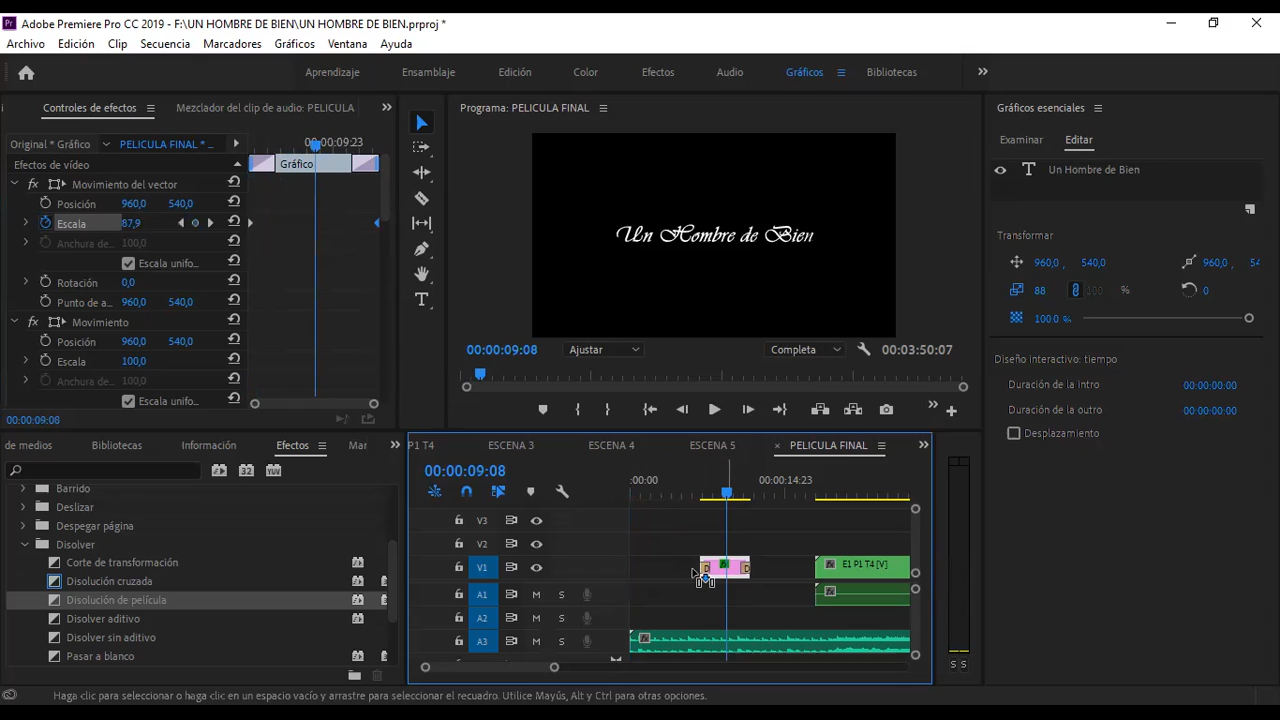 Adobe Premiere Pro CC 2019 - F:\UN HOMBRE DE BIEN\UN HOMBRE DE BIEN.prproj *
Archivo Edición Clip Secuencia Marcadores Gráficos Ventana Ayuda
Aprendizaje Ensamblaje Edición Color Efectos Audio Gráficos Bibliotecas
Controles de efectos Mezclador del clip de audio: PELICULA
Original * Gráfico PELICULA FINAL * ... 00:00:09:23
Efectos de vídeo Gráfico
fx Movimiento del vector
Posición 960,0 540,0
Escala 87,9
Anchura de... 100,0
Escala unifo...
Rotación 0,0
Punto de a... 960,0 540,0
fx Movimiento
Posición 960,0 540,0
Escala 100,0
Anchura de... 100,0
Escala unifo...
00:00:09:08
Programa: PELICULA FINAL
Un Hombre de Bien
00:00:09:08 Ajustar Completa 00:03:50:07
Gráficos esenciales
Examinar Editar
T Un Hombre de Bien
Transformar
960,0 , 540,0 960,0 , 54
88 100 % 0
100.0 %
Diseño interactivo: tiempo
Duración de la intro 00:00:00:00
Duración de la outro 00:00:00:00
Desplazamiento
de medios Bibliotecas Información Efectos Mar
Barrido
Deslizar
Despegar página
Disolver
Corte de transformación
Disolución cruzada
Disolución de película
Disolver aditivo
Disolver sin aditivo
Pasar a blanco
P1 T4 ESCENA 3 ESCENA 4 ESCENA 5 PELICULA FINAL
00:00:09:08 :00:00 00:00:14:23
V3
V2
V1 fx E1 P1 T4 [V]
A1 M S fx
A2 M S
A3 M S fx
S S
Haga clic para seleccionar o haga clic en un espacio vacío y arrastre para seleccionar el recuadro. Utilice Mayús, Alt y Ctrl para otras opciones.